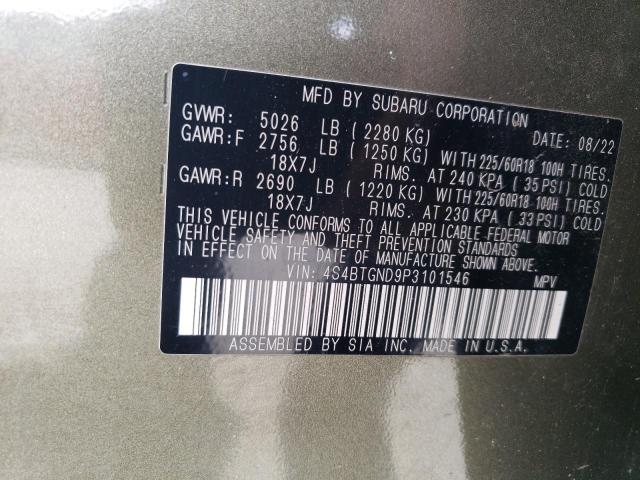 MFD BY SUBARU CORPORATION
GVWR: 5026 LB ( 2280 KG) DATE: 08/22
GAWR:F 2756 LB ( 1250 KG) WITH 225/60R18 100H TIRES.
18X7J RIMS. AT 240 KPA ( 35 PSI) COLD
GAWR:R 2690 LB ( 1220 KG) WITH 225/60R18 100H TIRES.
18X7J RIMS. AT 230 KPA ( 33 PSI) COLD
THIS VEHICLE CONFORMS TO ALL APPLICABLE FEDERAL MOTOR
VEHICLE SAFETY AND THEFT PREVENTION STANDARDS
IN EFFECT ON THE DATE OF MANUFACTURE SHOWN ABOVE.
VIN: 4S4BTGND9P3101546 MPV
ASSEMBLED BY SIA INC. MADE IN U.S.A.